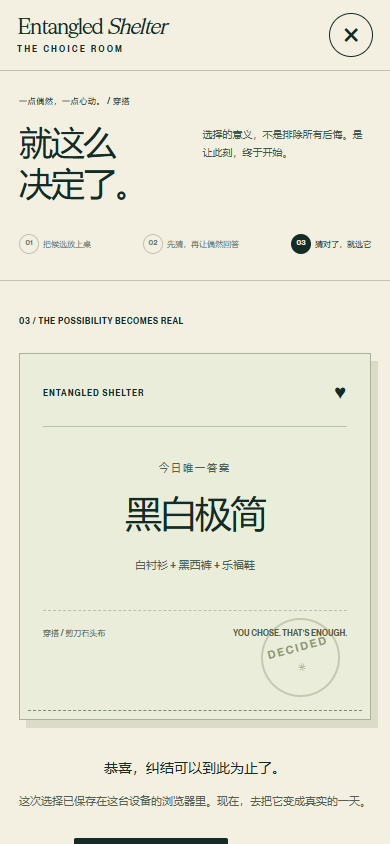 Entangled Shelter
THE CHOICE ROOM
一点偶然，一点心动。 / 穿搭
就这么
决定了。
选择的意义，不是排除所有后悔。是
让此刻，终于开始。
01 把候选放上桌
02 先猜，再让偶然回答
03 猜对了，就选它
03 / THE POSSIBILITY BECOMES REAL
ENTANGLED SHELTER
今日唯一答案
黑白极简
白衬衫 + 黑西裤 + 乐福鞋
穿搭 / 剪刀石头布
YOU CHOSE. THAT'S ENOUGH.
DECIDED
恭喜，纠结可以到此为止了。
这次选择已保存在这台设备的浏览器里。现在，去把它变成真实的一天。